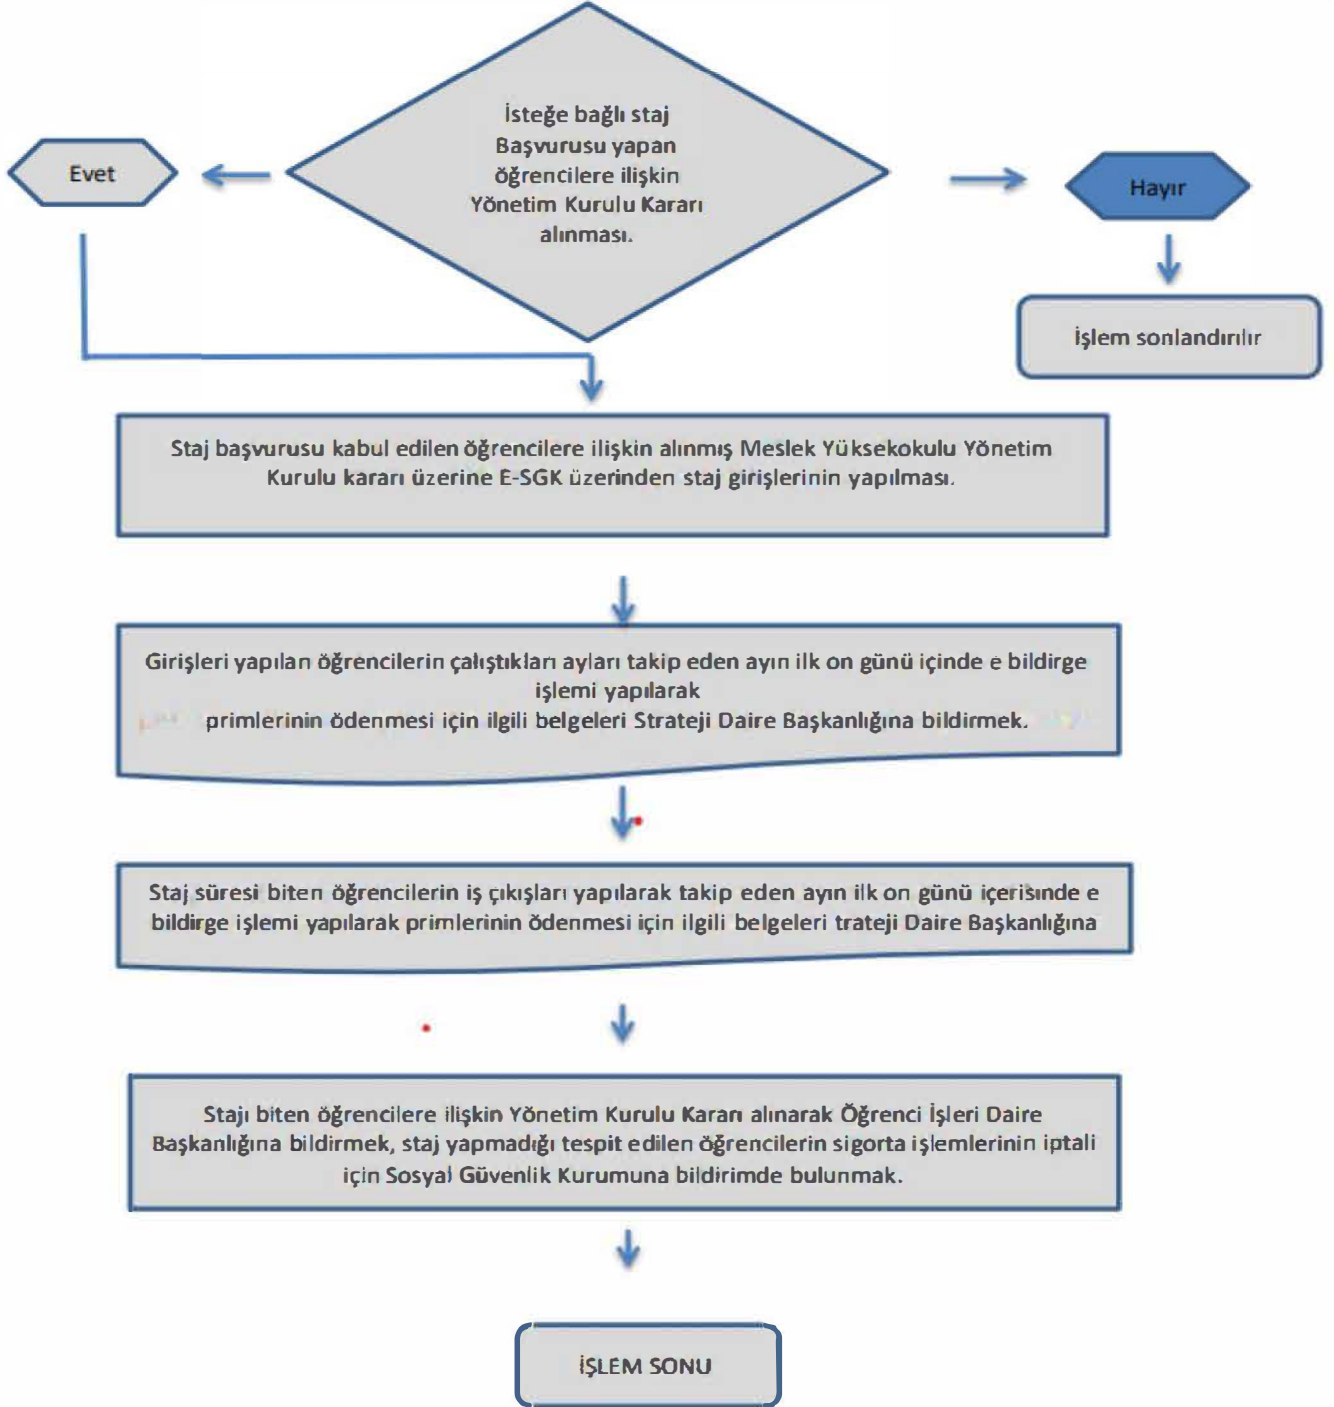 İsteğe bağlı staj
Başvurusu yapan
öğrencilere ilişkin
Yönetim Kurulu Kararı
alınması.
Evet
Hayır
İşlem sonlandırılır
Staj başvurusu kabul edilen öğrencilere ilişkin alınmış Meslek Yüksekokulu Yönetim
Kurulu kararı üzerine E-SGK üzerinden staj girişlerinin yapılması.
Girişleri yapılan öğrencilerin çalıştıkları ayları takip eden ayın ilk on günü içinde e bildirge
işlemi yapılarak
primlerinin ödenmesi için ilgili belgeleri Strateji Daire Başkanlığına bildirmek.
Staj süresi biten öğrencilerin iş çıkışları yapılarak takip eden ayın ilk on günü içerisinde e
bildirge işlemi yapılarak primlerinin ödenmesi için ilgili belgeleri trateji Daire Başkanlığına
Stajı biten öğrencilere ilişkin Yönetim Kurulu Kararı alınarak Öğrenci İşleri Daire
Başkanlığına bildirmek, staj yapmadığı tespit edilen öğrencilerin sigorta işlemlerinin iptali
için Sosyal Güvenlik Kurumuna bildirimde bulunmak.
İŞLEM SONU